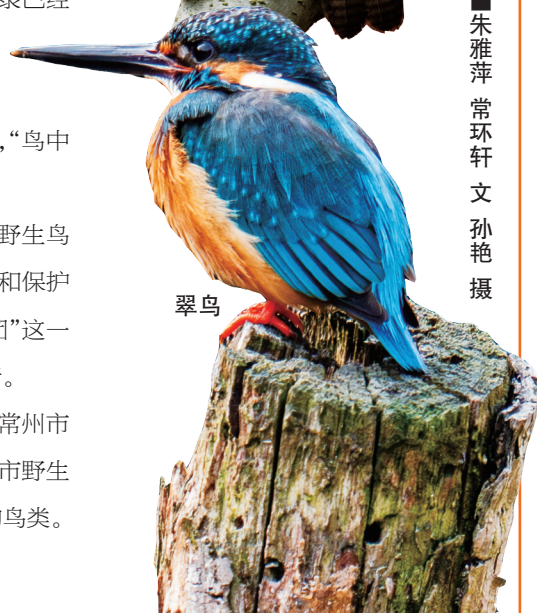 绿已经
,“鸟中
野生鸟
和保护
”这一
。
常州市
市野生
鸟类。
翠鸟
■朱雅萍 常环轩 文 孙艳 摄